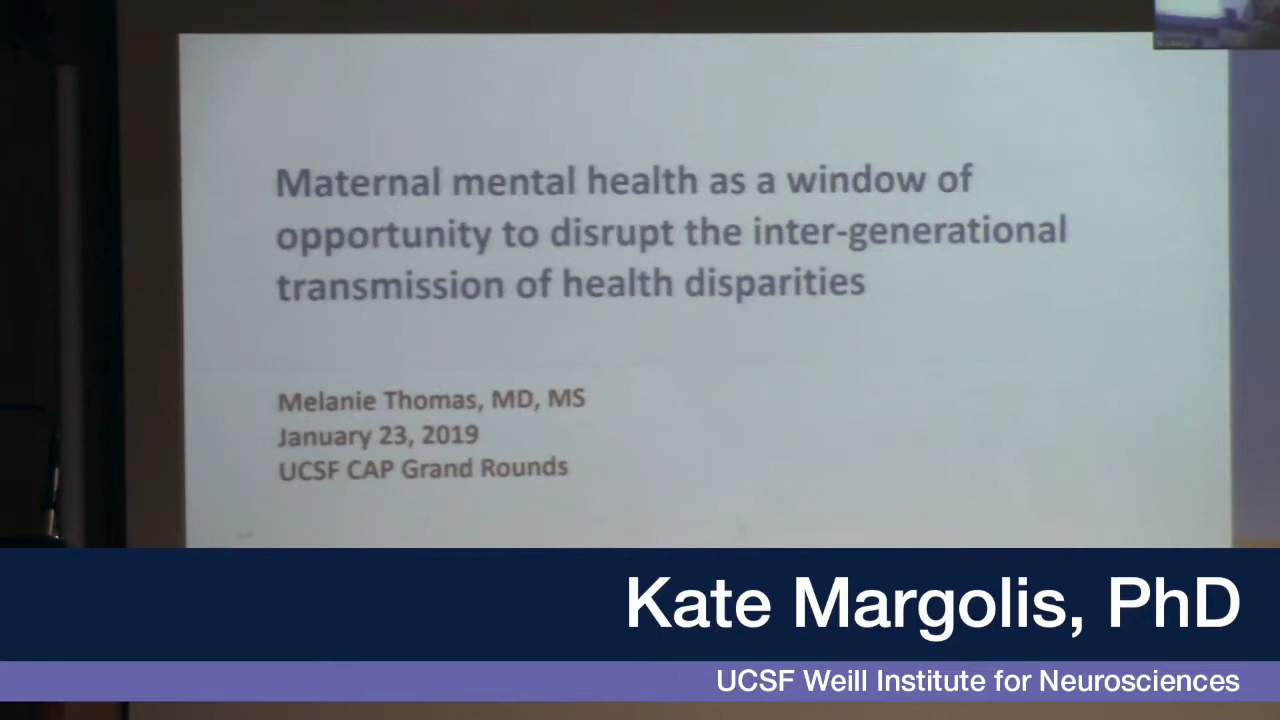 Maternal mental health as a window of
opportunity to disrupt the inter-generational
transmission of health disparities
Melanie Thomas, MD, MS
January 23, 2019
UCSF CAP Grand Rounds
Kate Margolis, PhD
UCSF Weill Institute for Neurosciences